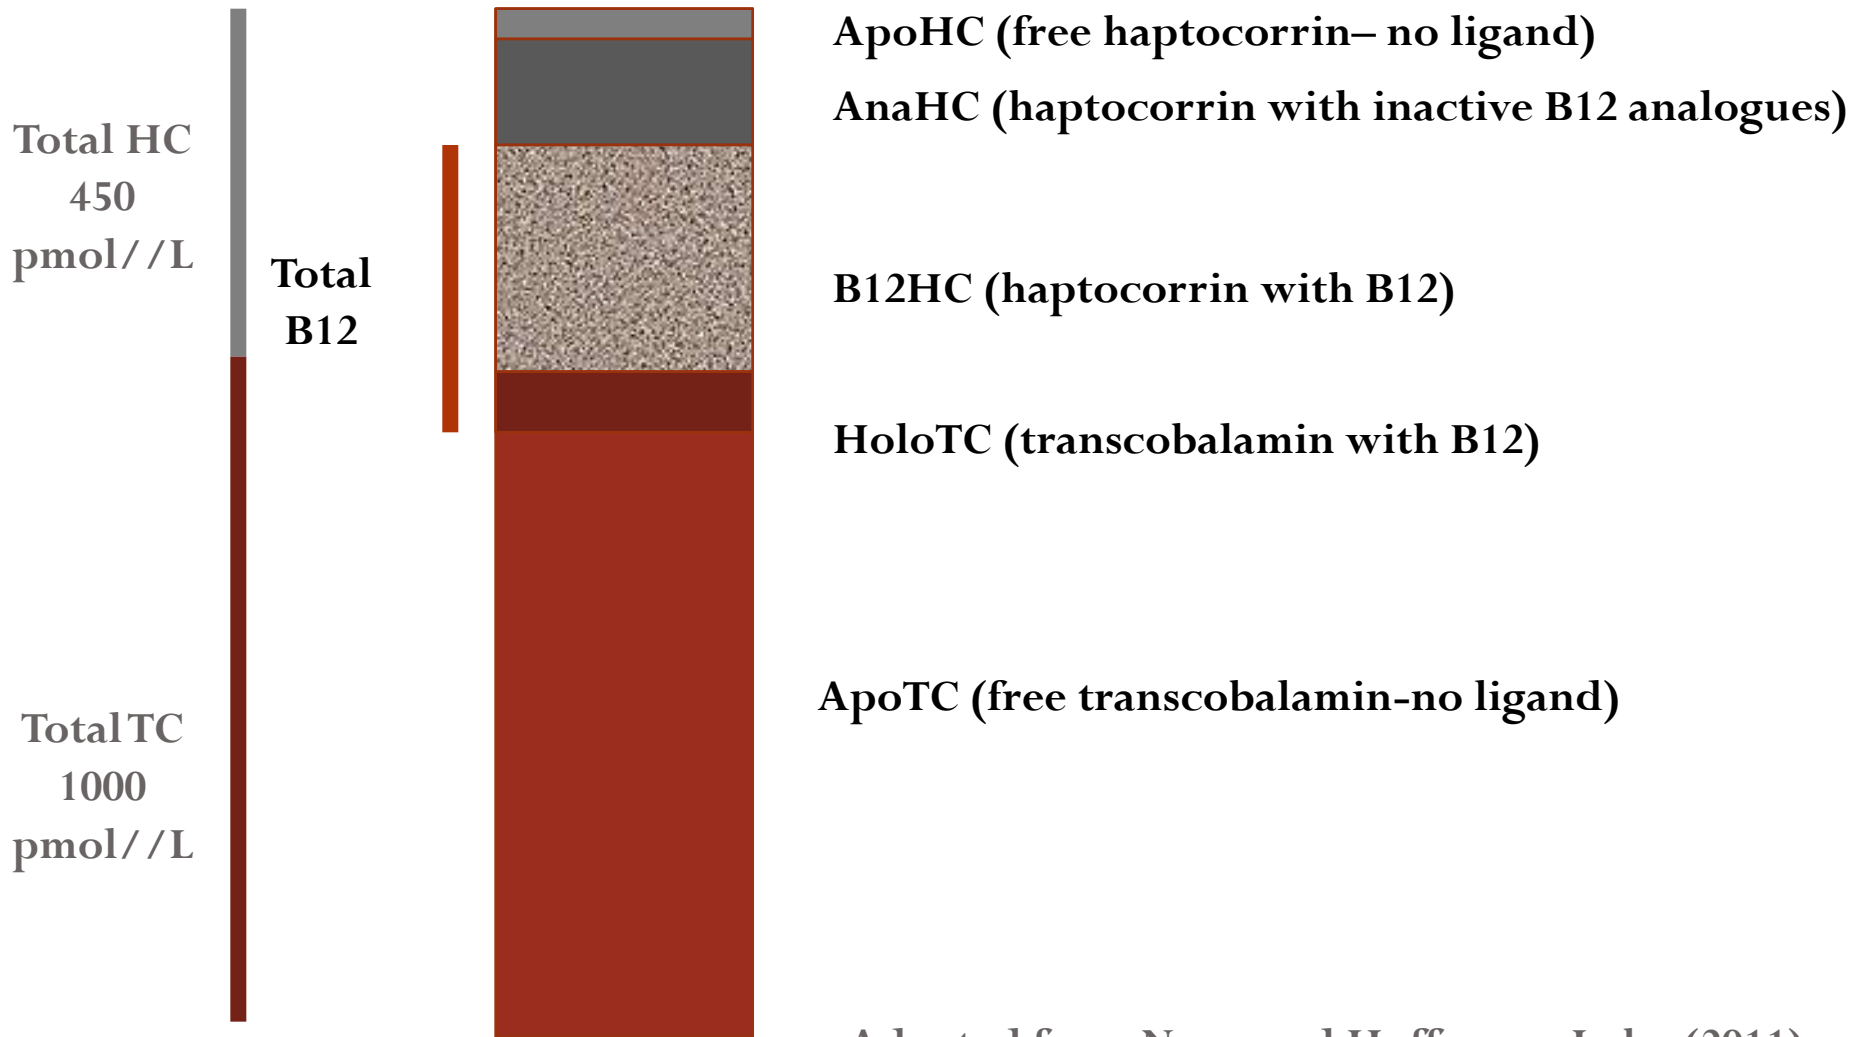 ApoHC (free haptocorrin– no ligand)
AnaHC (haptocorrin with inactive B12 analogues)
Total HC
450
pmol//L
Total
B12
B12HC (haptocorrin with B12)
HoloTC (transcobalamin with B12)
ApoTC (free transcobalamin-no ligand)
Total TC
1000
pmol//L
(2011)